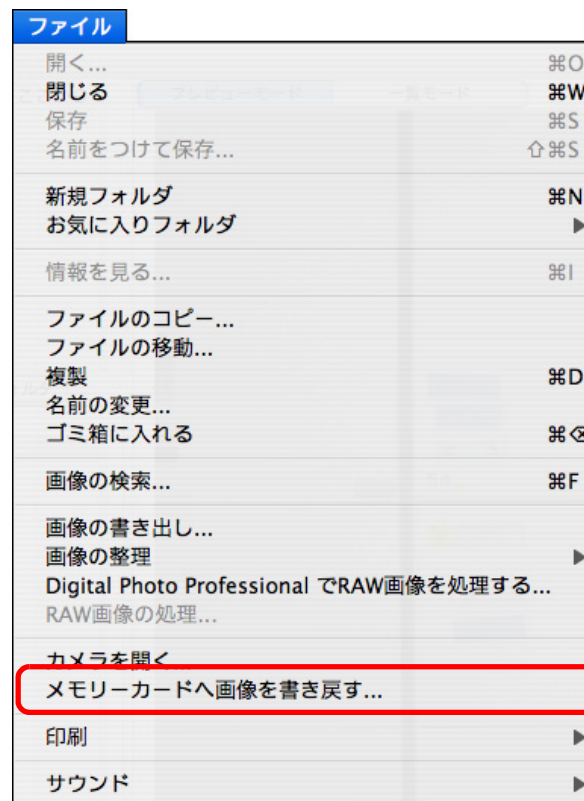 ファイル
開く... ⌘O
閉じる ⌘W
保存 ⌘S
名前をつけて保存... ⇧⌘S
新規フォルダ ⌘N
お気に入りフォルダ ▶
情報を見る... ⌘I
ファイルのコピー...
ファイルの移動...
複製 ⌘D
名前の変更...
ゴミ箱に入れる ⌘⌫
画像の検索... ⌘F
画像の書き出し...
画像の整理 ▶
Digital Photo Professional でRAW画像を処理する...
RAW画像の処理...
カメラを開く...
メモリーカードへ画像を書き戻す...
印刷 ▶
サウンド ▶